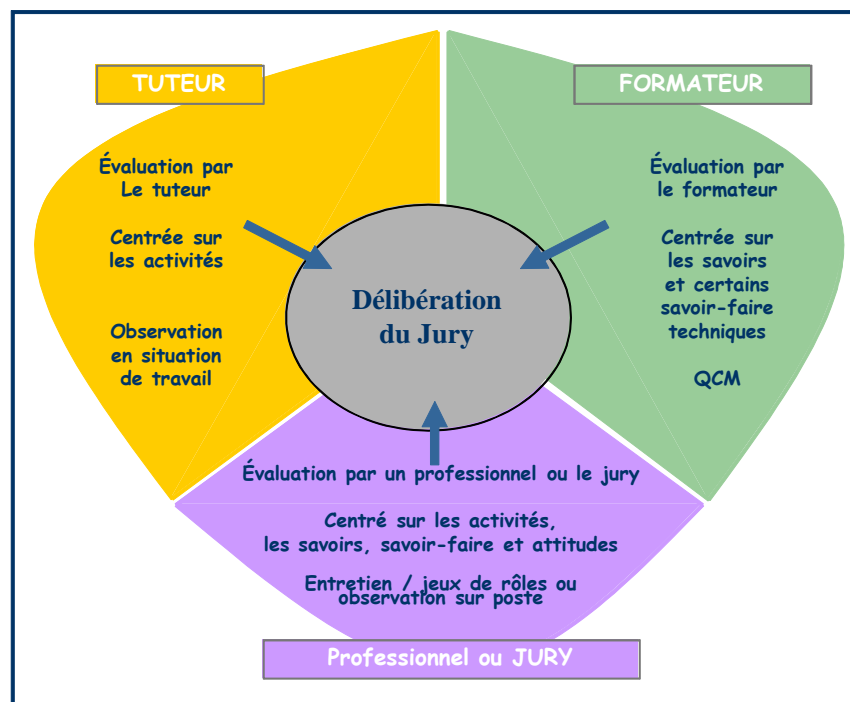 TUTEUR
Évaluation par
Le tuteur
Centrée sur
les activités
Observation
en situation
de travail
FORMATEUR
Évaluation par
le formateur
Centrée sur
les savoirs
et certains
savoir-faire
techniques
QCM
Délibération
du Jury
Évaluation par un professionnel ou le jury
Centré sur les activités,
les savoirs, savoir-faire et attitudes
Entretien / jeux de rôles ou
observation sur poste
Professionnel ou JURY